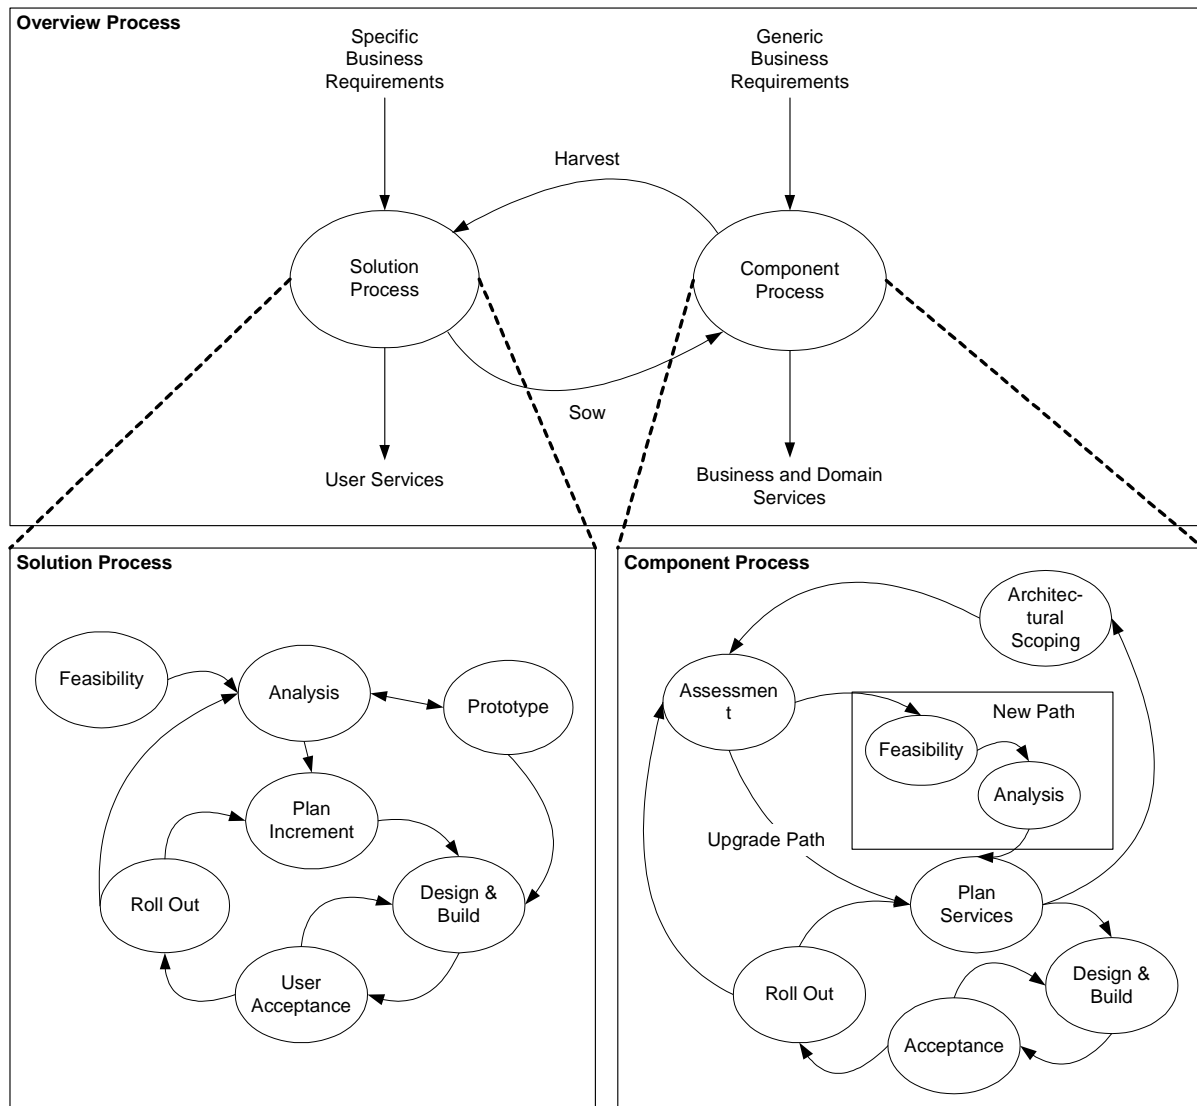 Overview Process
Specific
Business
Requirements
Generic
Business
Requirements
Harvest
Solution
Process
Component
Process
Sow
User Services
Business and Domain
Services
Solution Process
Feasibility
Analysis
Prototype
Plan
Increment
Roll Out
Design &
Build
User
Acceptance
Component Process
Architec-
tural
Scoping
Assessmen
t
New Path
Feasibility
Analysis
Upgrade Path
Plan
Services
Roll Out
Design &
Build
Acceptance